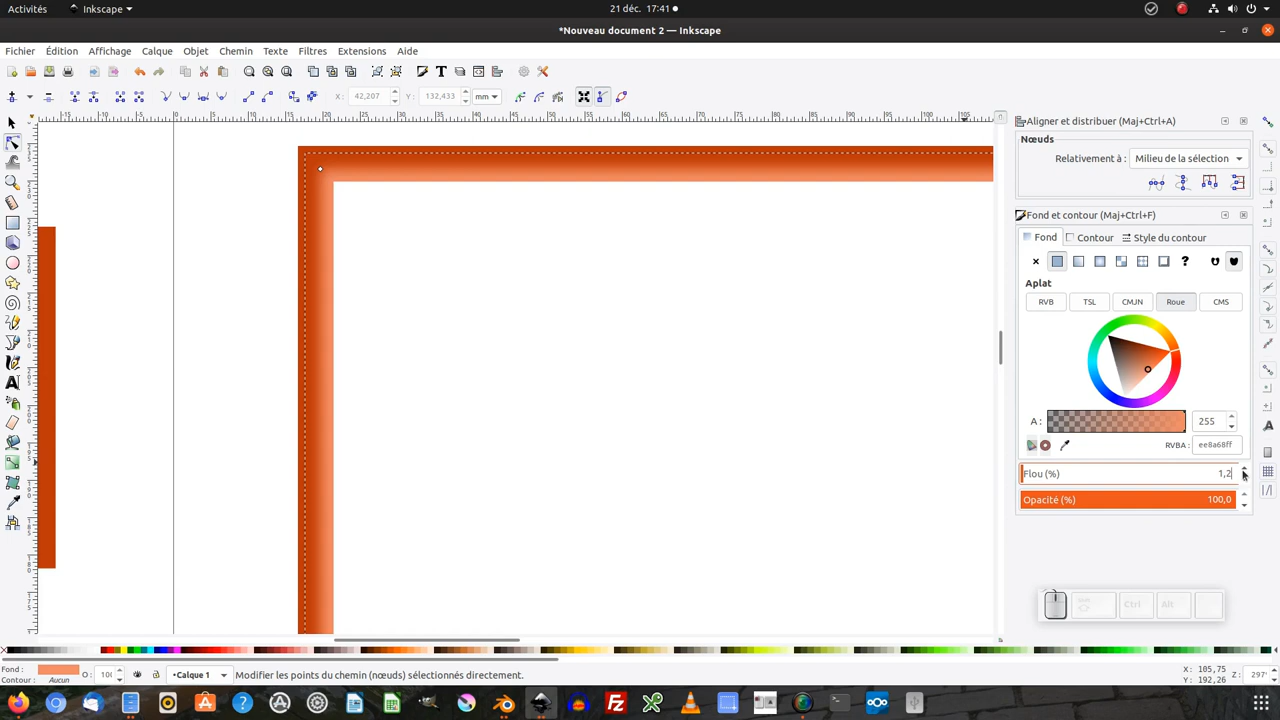 Activités Inkscape 21 déc. 17:41
*Nouveau document 2 — Inkscape
Fichier Édition Affichage Calque Objet Chemin Texte Filtres Extensions Aide
X : 42,207 Y : 132,433 mm
Aligner et distribuer (Maj+Ctrl+A)
Nœuds
Relativement à : Milieu de la sélection
Fond et contour (Maj+Ctrl+F)
Fond Contour Style du contour
Aplat
RVB TSL CMJN Roue CMS
A : 255
RVBA : ee8a68ff
Flou (%) 1,2
Opacité (%) 100,0
Ctrl Alt
Fond :
Contour : Aucun
O : 100
•Calque 1
Modifier les points du chemin (nœuds) sélectionnés directement.
X : 105,75
Y : 192,26
Z : 297